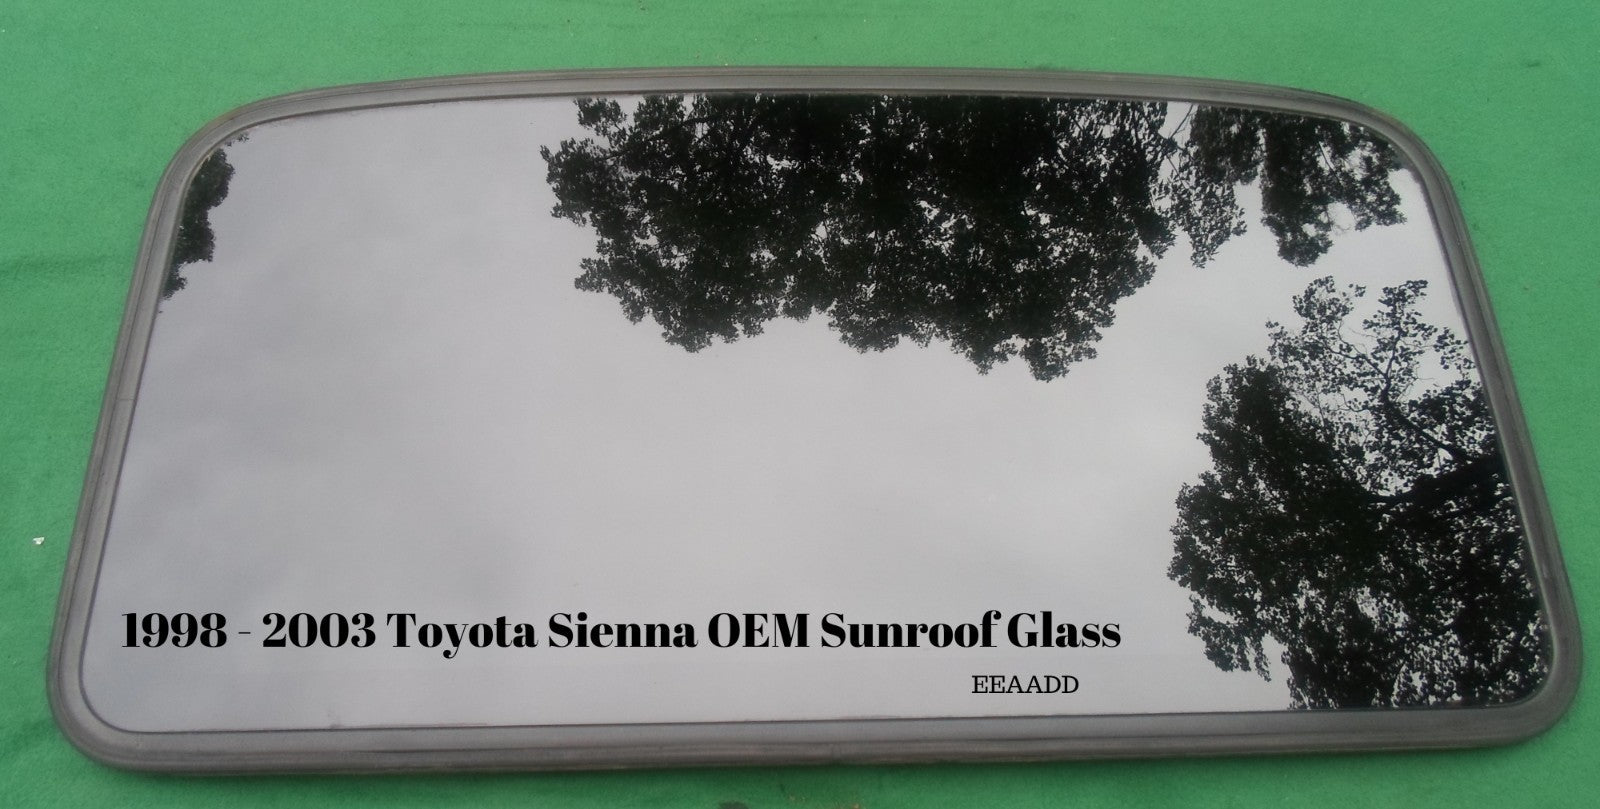 1998 - 2003 Toyota Sienna OEM Sunroof Glass
EEAADD